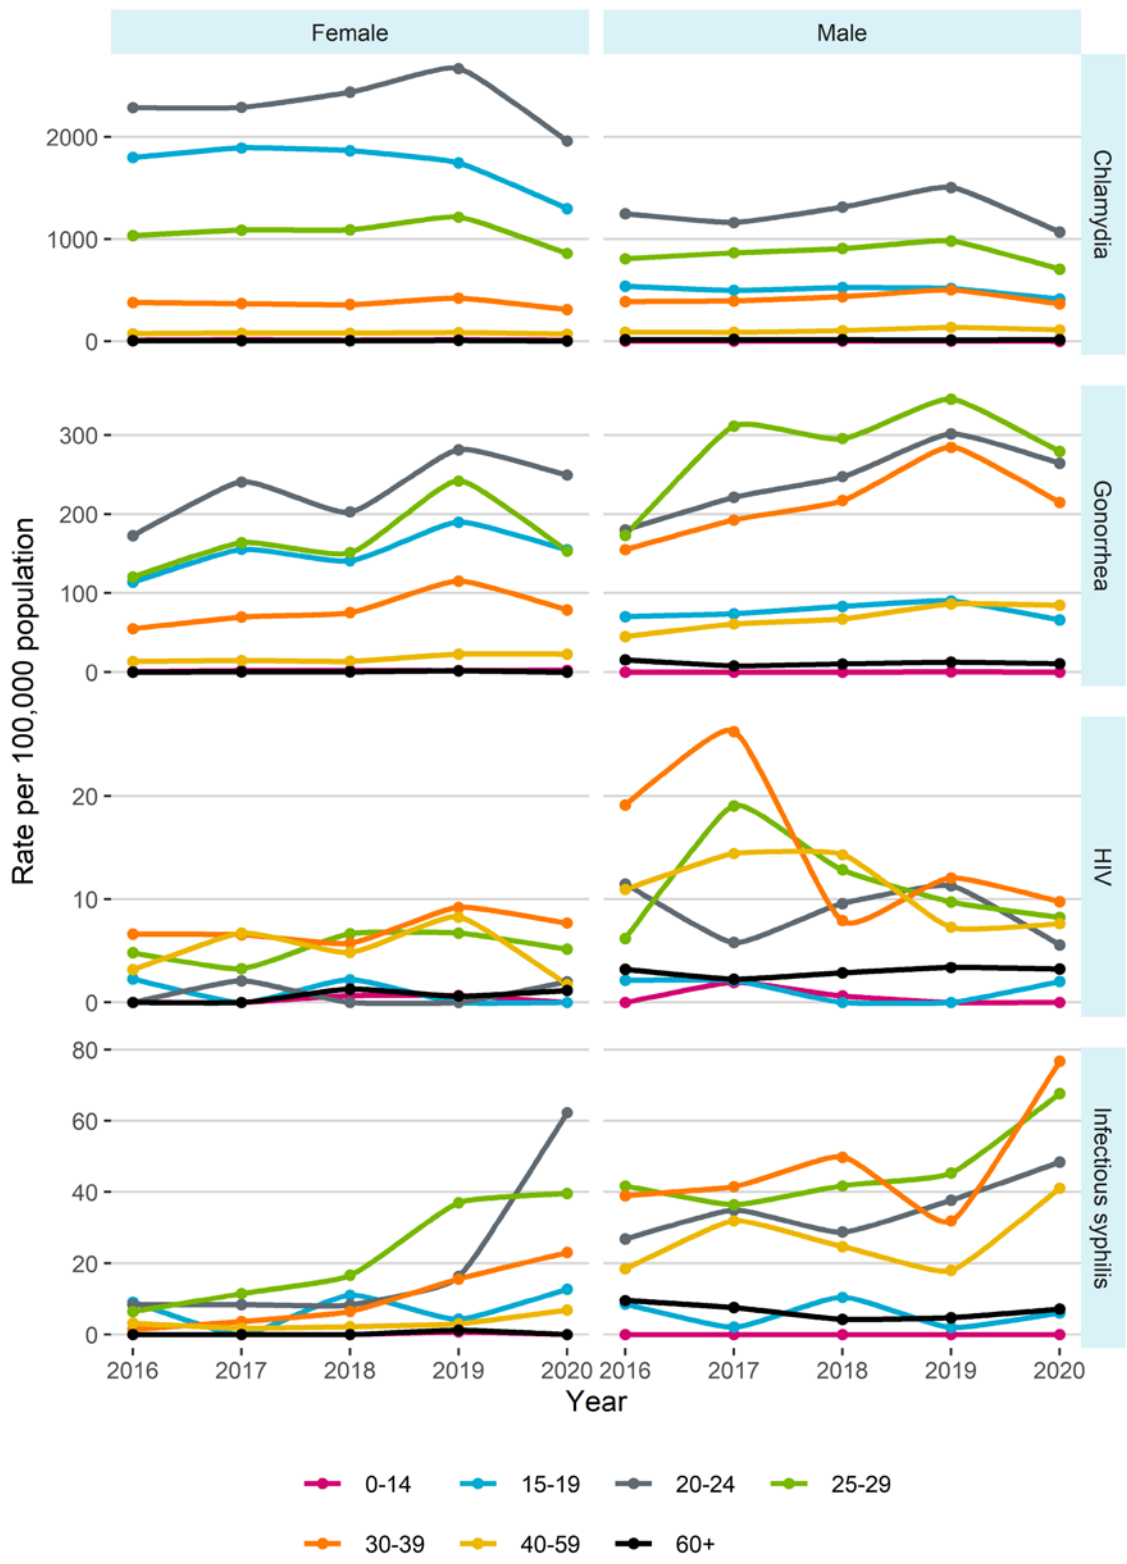 Female Male
2000
1000
0
Chlamydia
300
200
100
0
Gonorrhea
20
10
0
HIV
80
60
40
20
0
Infectious syphilis
Rate per 100,000 population
2016 2017 2018 2019 2020 2016 2017 2018 2019 2020
Year
0-14 15-19 20-24 25-29
30-39 40-59 60+